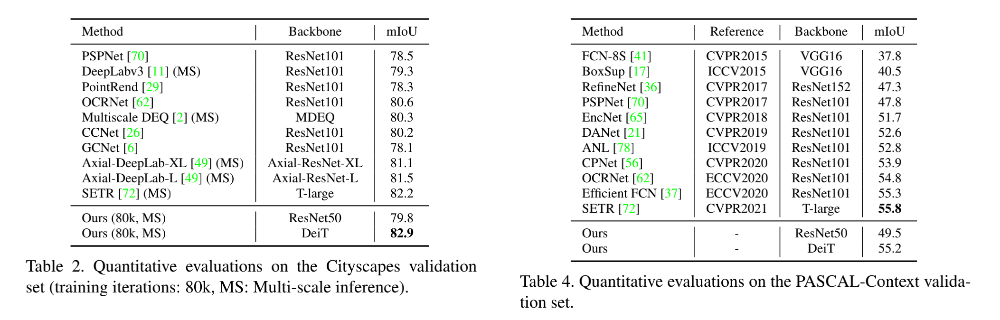 Method Backbone mIoU
PSPNet [70] ResNet101 78.5
DeepLabv3 [11] (MS) ResNet101 79.3
PointRend [29] ResNet101 78.3
OCRNet [62] ResNet101 80.6
Multiscale DEQ [2] (MS) MDEQ 80.3
CCNet [26] ResNet101 80.2
GCNet [6] ResNet101 78.1
Axial-DeepLab-XL [49] (MS) Axial-ResNet-XL 81.1
Axial-DeepLab-L [49] (MS) Axial-ResNet-L 81.5
SETR [72] (MS) T-large 82.2
Ours (80k, MS) ResNet50 79.8
Ours (80k, MS) DeiT 82.9
Table 2. Quantitative evaluations on the Cityscapes validation
set (training iterations: 80k, MS: Multi-scale inference).
Method Reference Backbone mIoU
FCN-8S [41] CVPR2015 VGG16 37.8
BoxSup [17] ICCV2015 VGG16 40.5
RefineNet [36] CVPR2017 ResNet152 47.3
PSPNet [70] CVPR2017 ResNet101 47.8
EncNet [65] CVPR2018 ResNet101 51.7
DANet [21] CVPR2019 ResNet101 52.6
ANL [78] ICCV2019 ResNet101 52.8
CPNet [56] CVPR2020 ResNet101 53.9
OCRNet [62] ECCV2020 ResNet101 54.8
Efficient FCN [37] ECCV2020 ResNet101 55.3
SETR [72] CVPR2021 T-large 55.8
Ours - ResNet50 49.5
Ours - DeiT 55.2
Table 4. Quantitative evaluations on the PASCAL-Context valida-
tion set.